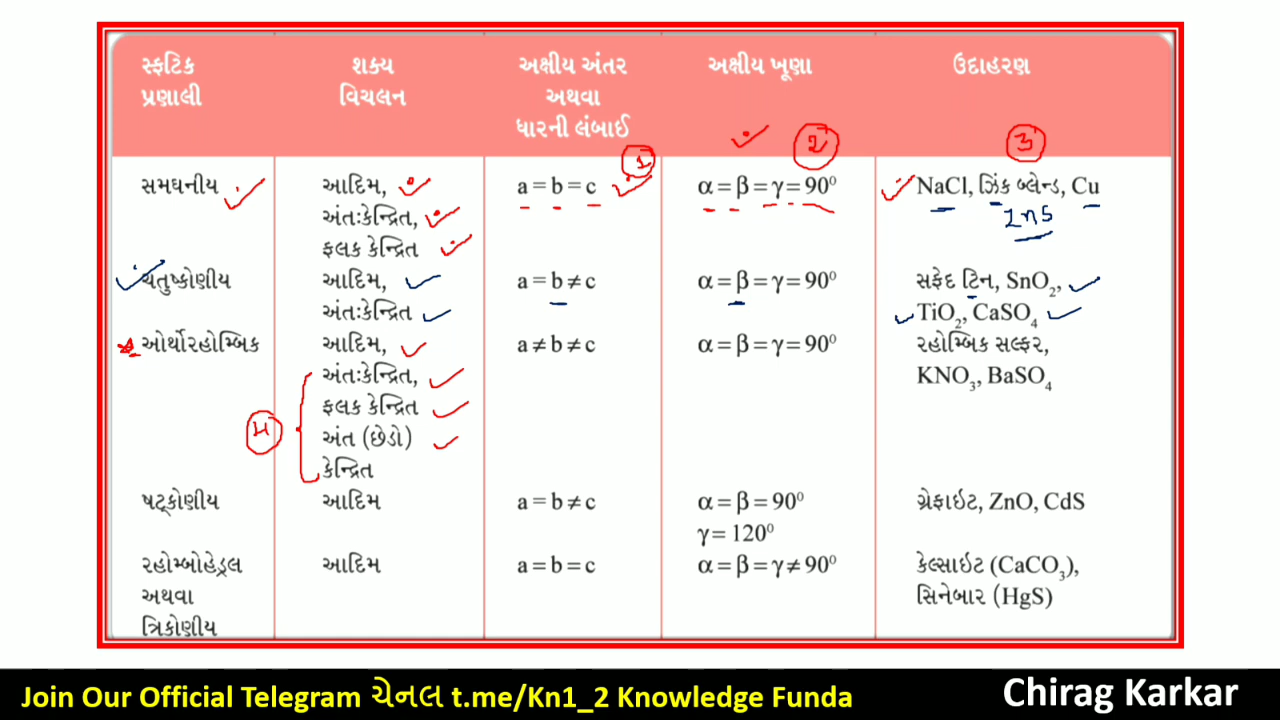 સ્ફટિક પ્રણાલી
શક્ય વિચલન
અક્ષીય અંતર અથવા ધારની લંબાઈ
અક્ષીય ખૂણા
ઉદાહરણ
1
2
3
સમઘનીય
આદિમ,
a = b = c
α = β = γ = 90⁰
NaCl, ઝિંક બ્લેન્ડ, Cu
અંતઃકેન્દ્રિત,
ZnS
ફલક કેન્દ્રિત
ચતુષ્કોણીય
આદિમ,
a = b ≠ c
α = β = γ = 90⁰
સફેદ ટિન, SnO₂,
અંતઃકેન્દ્રિત
TiO₂, CaSO₄
ઓર્થોરહોમ્બિક
આદિમ,
a ≠ b ≠ c
α = β = γ = 90⁰
રહોમ્બિક સલ્ફર,
અંતઃકેન્દ્રિત,
KNO₃, BaSO₄
ફલક કેન્દ્રિત
અંત (છેડો)
કેન્દ્રિત
ષટ્કોણીય
આદિમ
a = b ≠ c
α = β = 90⁰
ગ્રેફાઇટ, ZnO, CdS
γ = 120⁰
રહોમ્બોહેડ્રલ
આદિમ
a = b = c
α = β = γ ≠ 90⁰
કેલ્સાઇટ (CaCO₃),
અથવા
સિનેબાર (HgS)
ત્રિકોણીય
Join Our Official Telegram ચેનલ t.me/Kn1_2 Knowledge Funda
Chirag Karkar